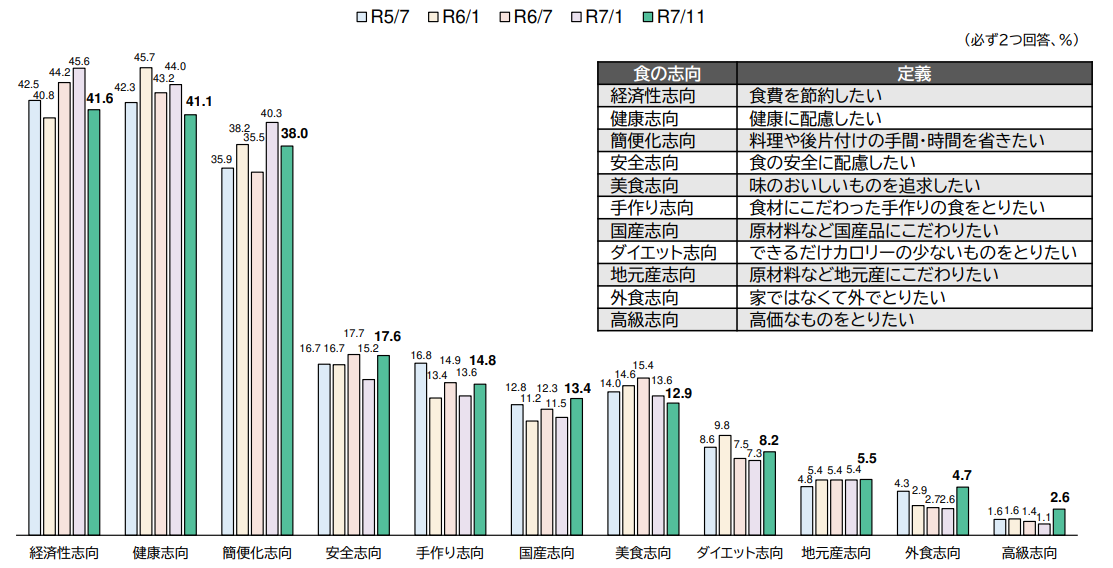 R5/7 R6/1 R6/7 R7/1 R7/11
（必ず2つ回答、%）
食の志向 定義
経済性志向 食費を節約したい
健康志向 健康に配慮したい
簡便化志向 料理や後片付けの手間・時間を省きたい
安全志向 食の安全に配慮したい
美食志向 味のおいしいものを追求したい
手作り志向 食材にこだわった手作りの食をとりたい
国産志向 原材料など国産品にこだわりたい
ダイエット志向 できるだけカロリーの少ないものをとりたい
地元産志向 原材料など地元産にこだわりたい
外食志向 家ではなくて外でとりたい
高級志向 高価なものをとりたい
42.5 40.8 44.2 45.6 41.6
42.3 45.7 43.2 44.0 41.1
35.9 38.2 35.5 40.3 38.0
16.7 16.7 17.7 15.2 17.6
16.8 13.4 14.9 13.6 14.8
12.8 11.2 12.3 11.5 13.4
14.0 14.6 15.4 13.6 12.9
8.6 9.8 7.5 7.3 8.2
4.8 5.4 5.4 5.4 5.5
4.3 2.9 2.7 2.6 4.7
1.6 1.6 1.4 1.1 2.6
経済性志向 健康志向 簡便化志向 安全志向 手作り志向 国産志向 美食志向 ダイエット志向 地元産志向 外食志向 高級志向